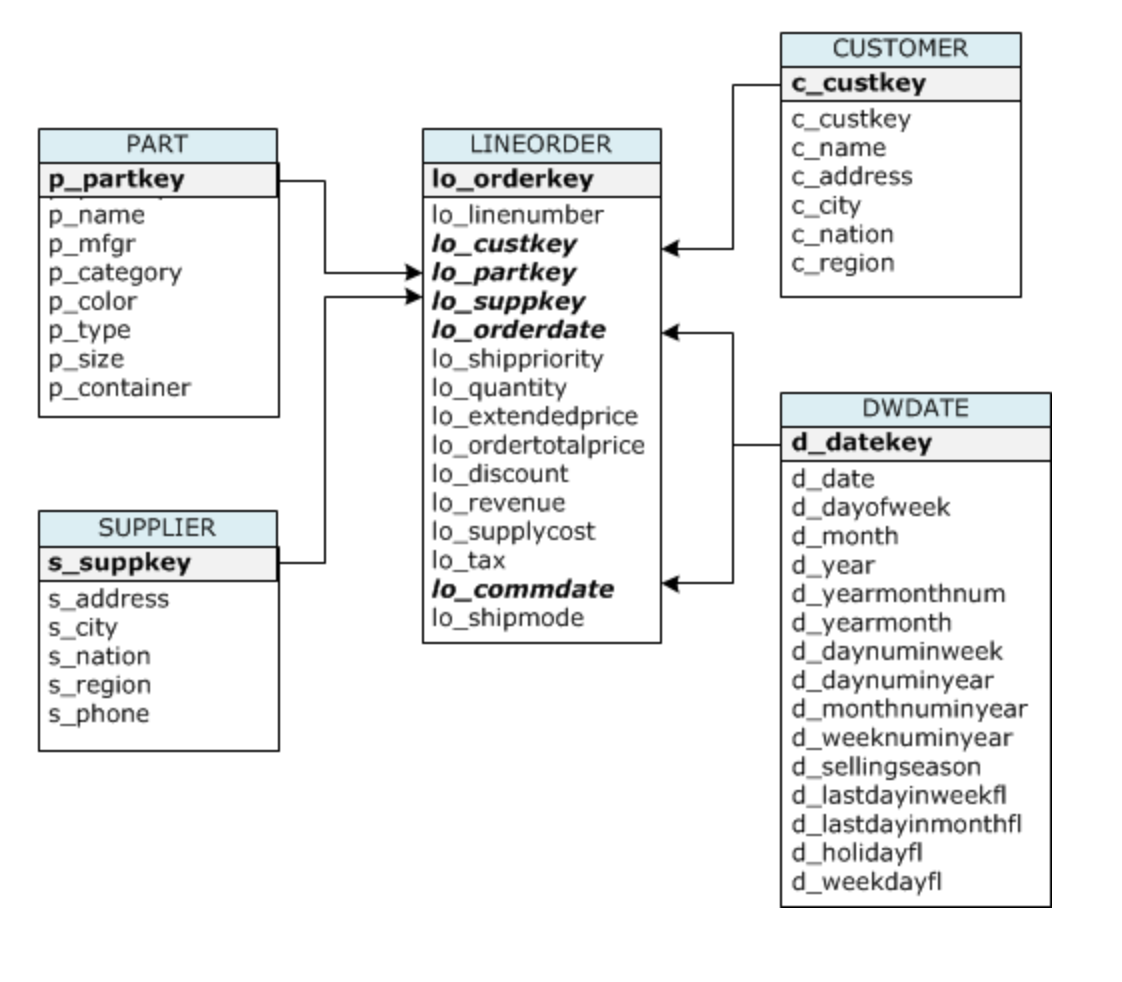 PART
p_partkey
p_name
p_mfgr
p_category
p_color
p_type
p_size
p_container
SUPPLIER
s_suppkey
s_address
s_city
s_nation
s_region
s_phone
LINEORDER
lo_orderkey
lo_linenumber
lo_custkey
lo_partkey
lo_suppkey
lo_orderdate
lo_shippriority
lo_quantity
lo_extendedprice
lo_ordertotalprice
lo_discount
lo_revenue
lo_supplycost
lo_tax
lo_commdate
lo_shipmode
CUSTOMER
c_custkey
c_custkey
c_name
c_address
c_city
c_nation
c_region
DWDATE
d_datekey
d_date
d_dayofweek
d_month
d_year
d_yearmonthnum
d_yearmonth
d_daynuminweek
d_daynuminyear
d_monthnuminyear
d_weeknuminyear
d_sellingseason
d_lastdayinweekfl
d_lastdayinmonthfl
d_holidayfl
d_weekdayfl